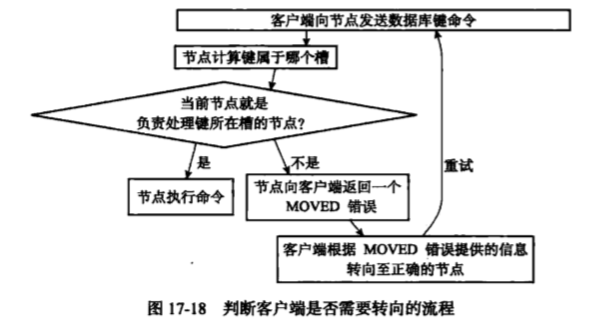 客户端向节点发送数据库键命令
节点计算键属于哪个槽
当前节点就是
负责处理键所在槽的节点?
是
不是
重试
节点执行命令
节点向客户端返回一个
MOVED 错误
客户端根据 MOVED 错误提供的信息
转向至正确的节点
图 17-18 判断客户端是否需要转向的流程